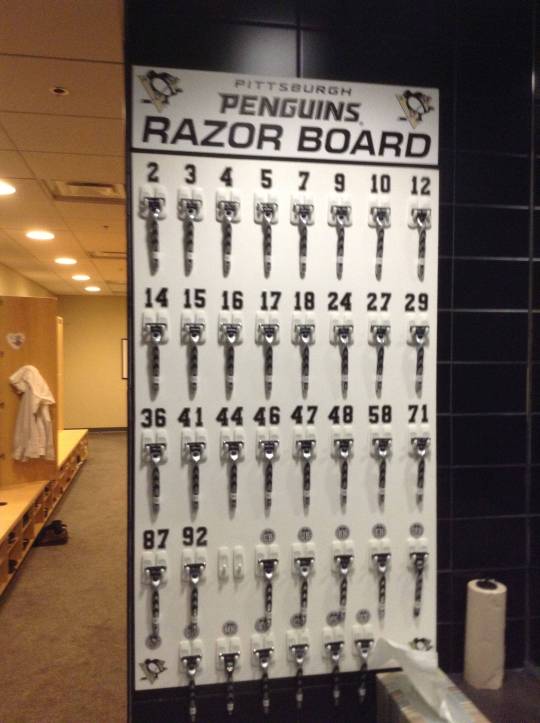 PITTSBURGH
PENGUINS
RAZOR BOARD
2 3 4 5 7 9 10 12
14 15 16 17 18 24 27 29
36 41 44 46 47 48 58 71
87 92